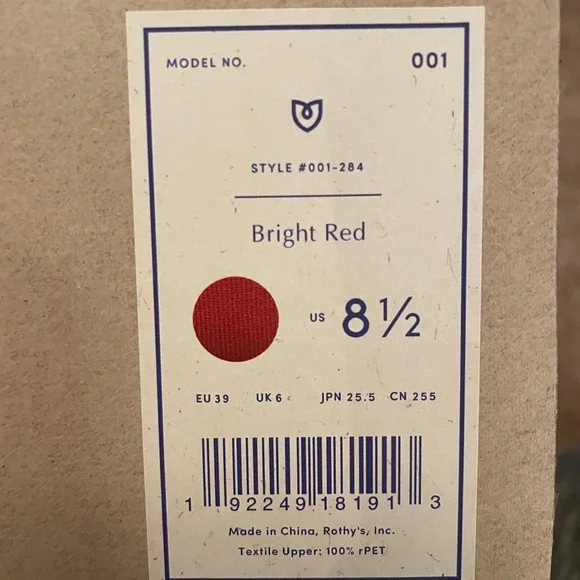 MODEL NO. 001
STYLE #001-284
Bright Red
US 8½
EU 39 UK 6 JPN 25.5 CN 255
1 92249 18191 3
Made in China, Rothy's, Inc.
Textile Upper: 100% rPET